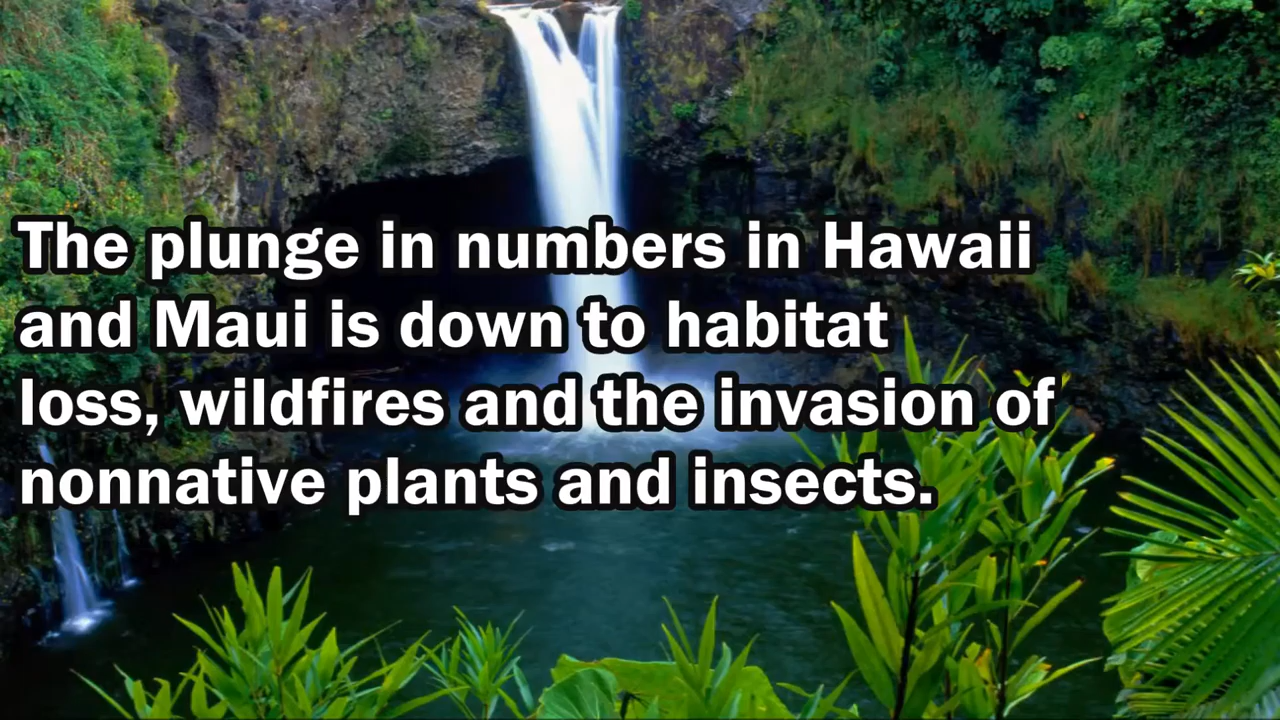 The plunge in numbers in Hawaii
and Maui is down to habitat
loss, wildfires and the invasion of
nonnative plants and insects.